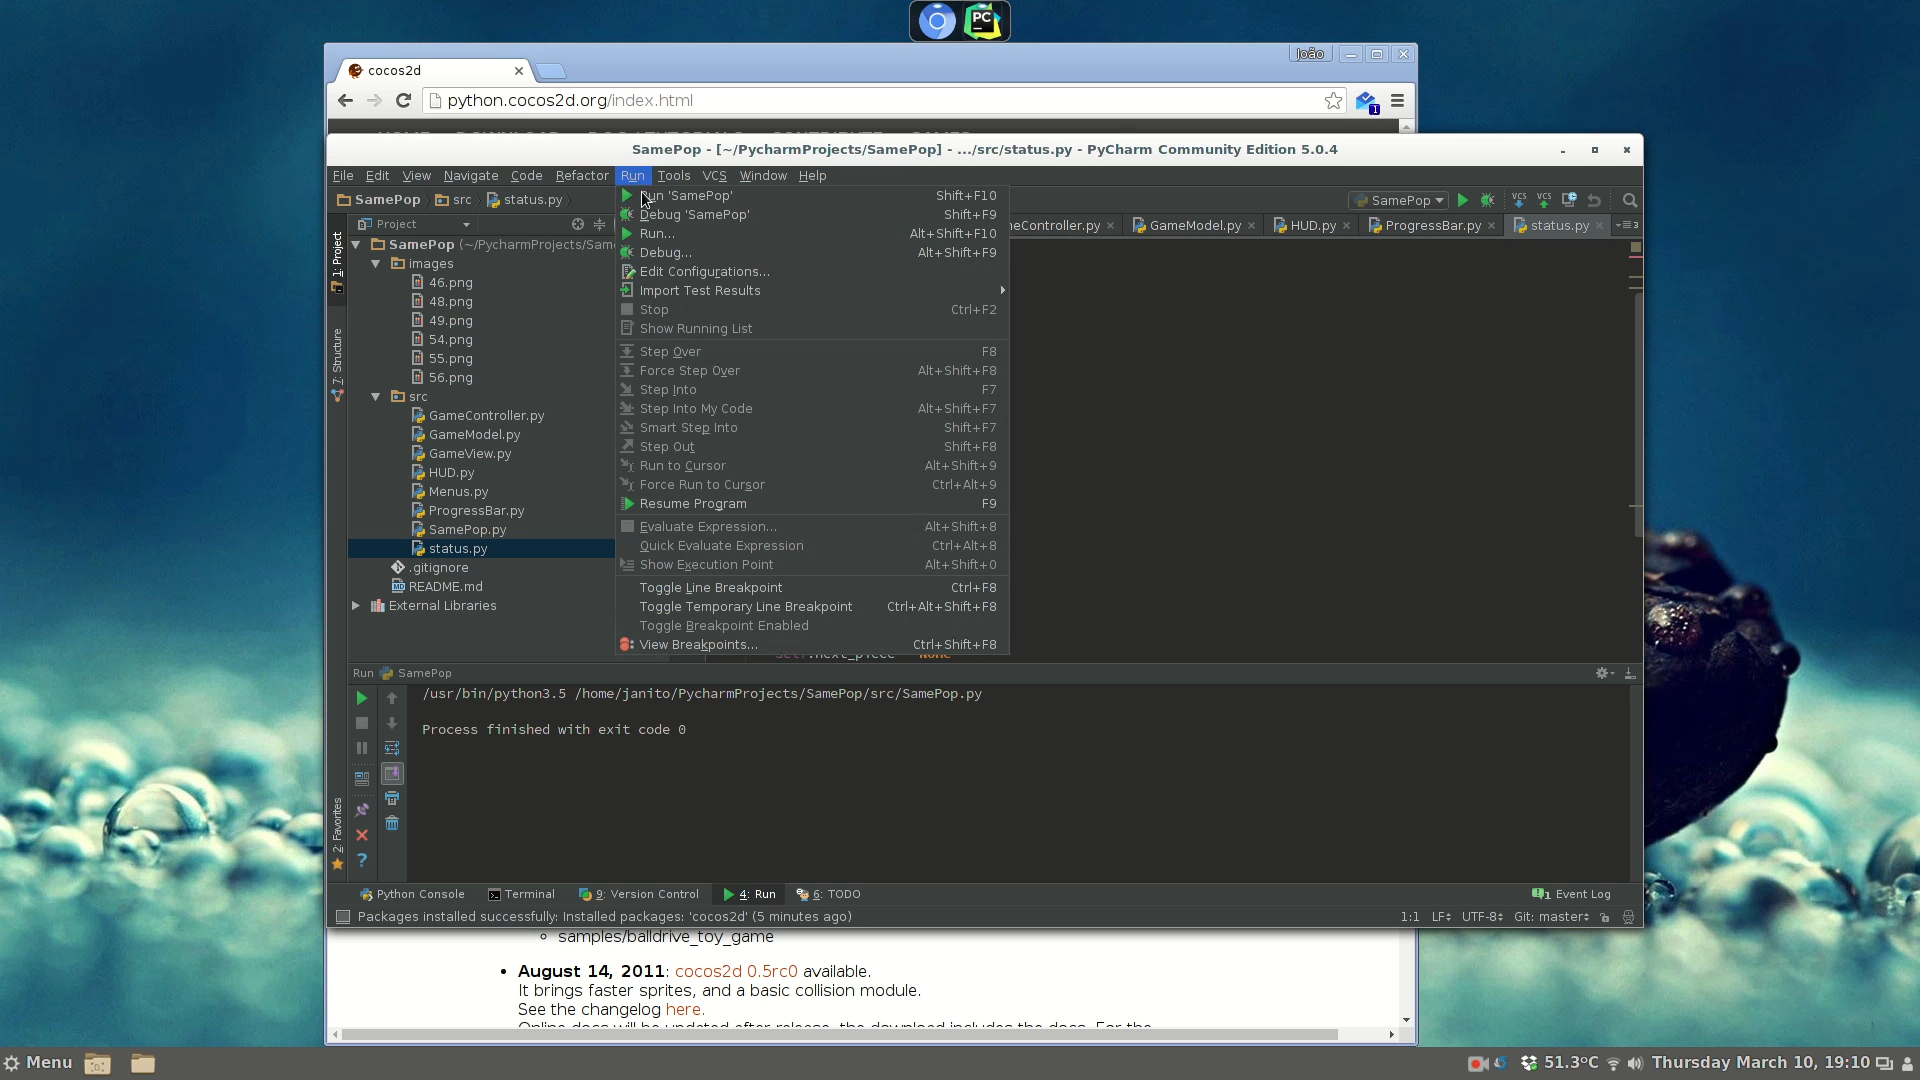 PC
João
cocos2d
python.cocos2d.org/index.html
1
SamePop - [~/PycharmProjects/SamePop] - .../src/status.py - PyCharm Community Edition 5.0.4
File Edit View Navigate Code Refactor Run Tools VCS Window Help
SamePop src status.py
SamePop
VCS VCS
Project
eController.py GameModel.py HUD.py ProgressBar.py status.py
3
1: Project
7: Structure
2: Favorites
SamePop (~/PycharmProjects/Sam
images
46.png
48.png
49.png
54.png
55.png
56.png
src
GameController.py
GameModel.py
GameView.py
HUD.py
Menus.py
ProgressBar.py
SamePop.py
status.py
.gitignore
README.md
External Libraries
Run 'SamePop' Shift+F10
Debug 'SamePop' Shift+F9
Run... Alt+Shift+F10
Debug... Alt+Shift+F9
Edit Configurations...
Import Test Results
Stop Ctrl+F2
Show Running List
Step Over F8
Force Step Over Alt+Shift+F8
Step Into F7
Step Into My Code Alt+Shift+F7
Smart Step Into Shift+F7
Step Out Shift+F8
Run to Cursor Alt+Shift+9
Force Run to Cursor Ctrl+Alt+9
Resume Program F9
Evaluate Expression... Alt+Shift+8
Quick Evaluate Expression Ctrl+Alt+8
Show Execution Point Alt+Shift+0
Toggle Line Breakpoint Ctrl+F8
Toggle Temporary Line Breakpoint Ctrl+Alt+Shift+F8
Toggle Breakpoint Enabled
View Breakpoints... Ctrl+Shift+F8
Run SamePop
/usr/bin/python3.5 /home/janito/PycharmProjects/SamePop/src/SamePop.py
Process finished with exit code 0
Python Console Terminal 9: Version Control 4: Run 6: TODO 1 Event Log
Packages installed successfully: Installed packages: 'cocos2d' (5 minutes ago) 1:1 LF UTF-8 Git: master
samples/balldrive_toy_game
August 14, 2011: cocos2d 0.5rc0 available.
It brings faster sprites, and a basic collision module.
See the changelog here.
Menu 51.3ºC Thursday March 10, 19:10